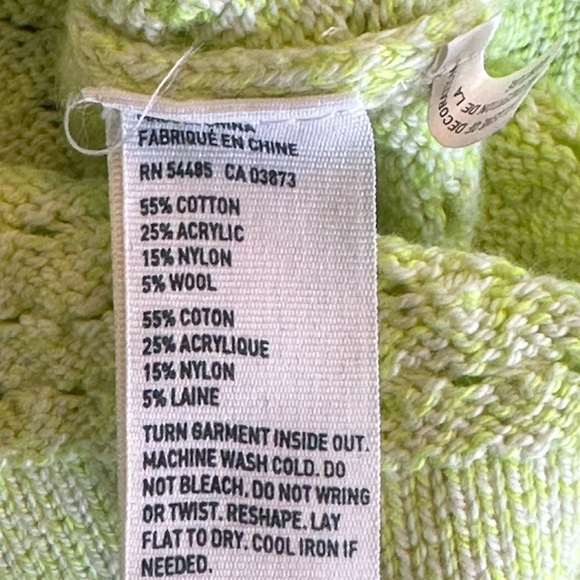 FABRIQUÉ EN CHINE
RN 54485 CA 03873
55% COTTON
25% ACRYLIC
15% NYLON
5% WOOL
55% COTON
25% ACRYLIQUE
15% NYLON
5% LAINE
TURN GARMENT INSIDE OUT.
MACHINE WASH COLD. DO
NOT BLEACH. DO NOT WRING
OR TWIST. RESHAPE. LAY
FLAT TO DRY. COOL IRON IF
NEEDED.